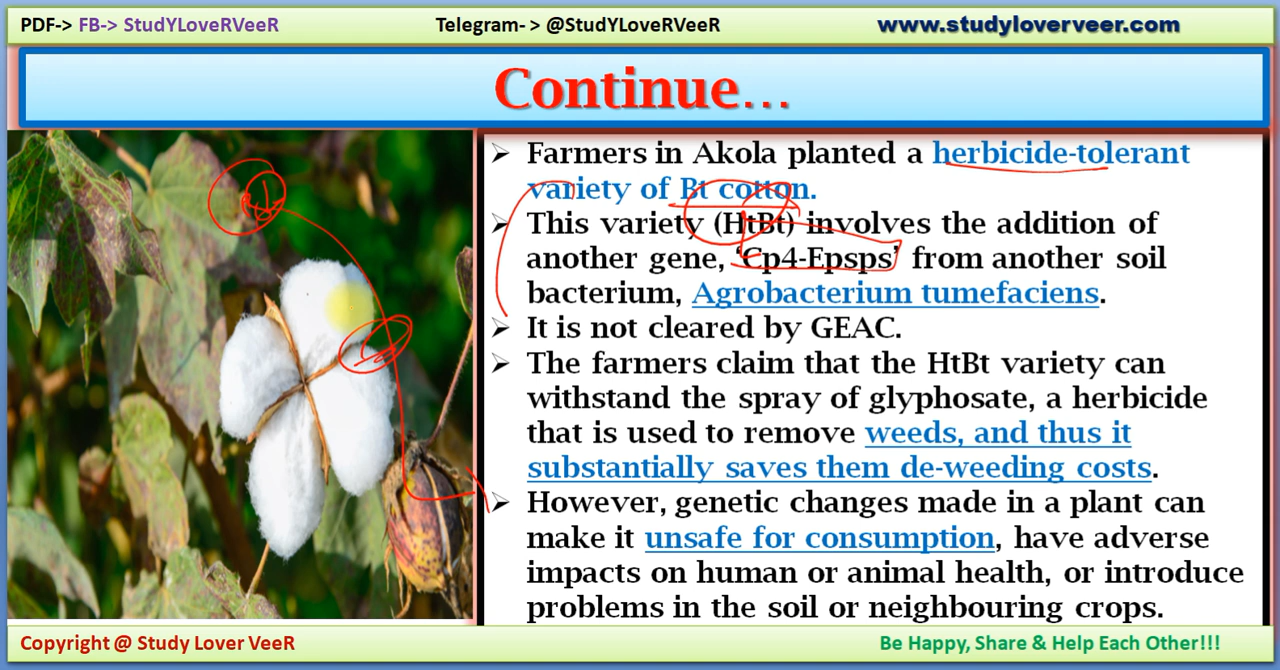 PDF-> FB-> StudYLoveRVeeR
Telegram- > @StudYLoveRVeeR
www.studyloverveer.com
Continue...
Farmers in Akola planted a herbicide-tolerant
variety of Bt cotton.
This variety (HtBt) involves the addition of
another gene, ‘Cp4-Epsps’ from another soil
bacterium, Agrobacterium tumefaciens.
It is not cleared by GEAC.
The farmers claim that the HtBt variety can
withstand the spray of glyphosate, a herbicide
that is used to remove weeds, and thus it
substantially saves them de-weeding costs.
However, genetic changes made in a plant can
make it unsafe for consumption, have adverse
impacts on human or animal health, or introduce
problems in the soil or neighbouring crops.
Copyright @ Study Lover VeeR
Be Happy, Share & Help Each Other!!!